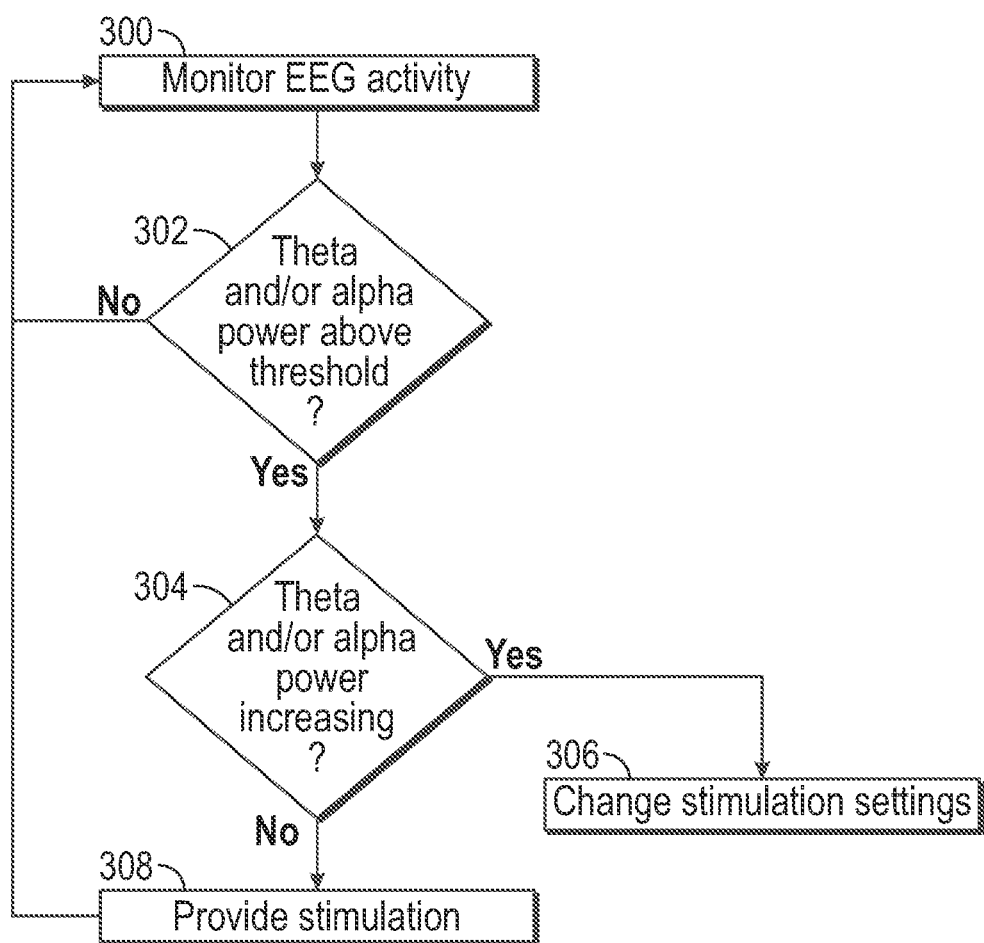 300
Monitor EEG activity
302
Theta
and/or alpha
power above
threshold
?
No
Yes
304
Theta
and/or alpha
power
increasing
?
Yes
No
306
Change stimulation settings
308
Provide stimulation